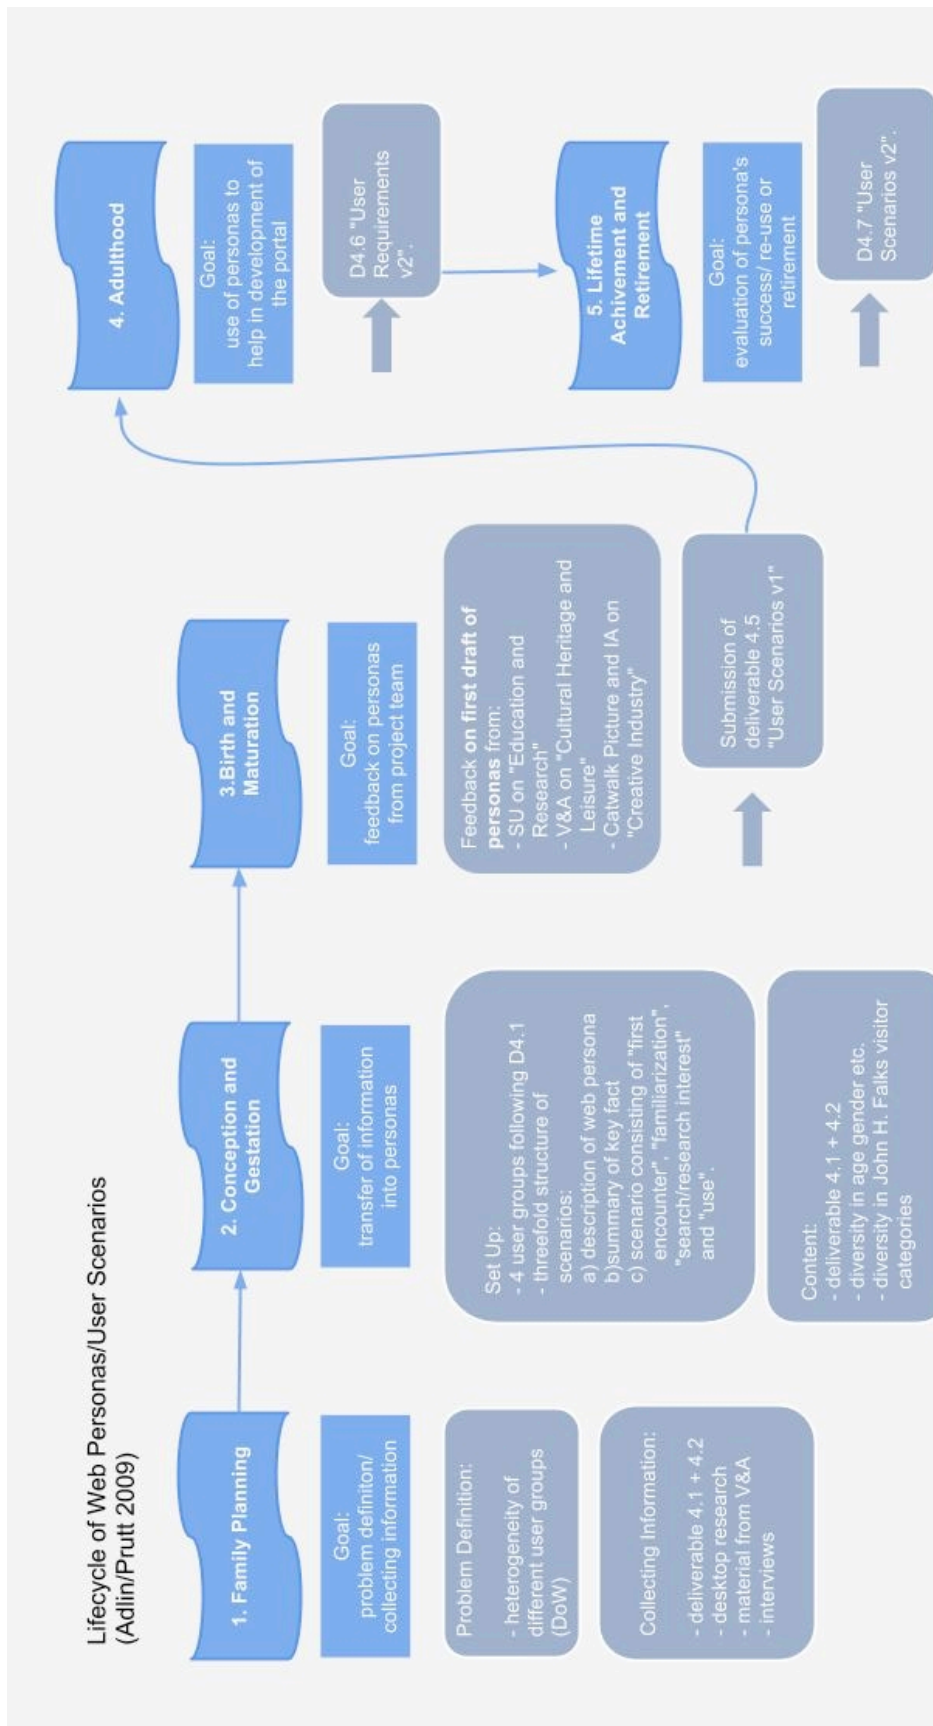 Lifecycle of Web Personas/User Scenarios
(Adlin/Prutt 2009)
1. Family Planning
Goal:
problem definiton/
collecting information
Problem Definition:
- heterogeneity of
different user groups
(DoW)
Collecting Information:
- deliverable 4.1 + 4.2
- desktop research
- material from V&A
- interviews
2. Conception and
Gestation
Goal:
transfer of information
into personas
Set Up:
- 4 user groups following D4.1
- threefold structure of
scenarios:
a) description of web persona
b)summary of key fact
c) scenario consisting of "first
encounter", "familiarization",
"search/research interest"
and "use".
Content:
- deliverable 4.1 + 4.2
- diversity in age gender etc.
- diversity in John H. Falks visitor
categories
3.Birth and
Maturation
Goal:
feedback on personas
from project team
Feedback on first draft of
personas from:
- SU on "Education and
Research"
- V&A on "Cultural Heritage and
Leisure"
- Catwalk Picture and IA on
"Creative Industry"
Submission of
deliverable 4.5
"User Scenarios v1"
4. Adulthood
Goal:
use of personas to
help in development of
the portal
D4.6 "User
Requirements
v2".
5. Lifetime
Achivement and
Retirement
Goal:
evaluation of persona's
success/ re-use or
retirement
D4.7 "User
Scenarios v2".